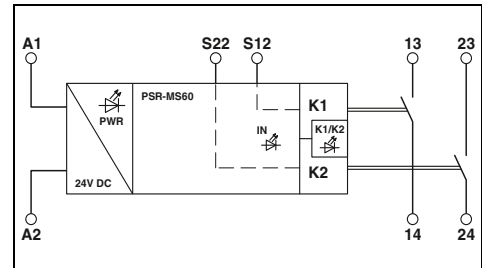 A1
S22 S12
13
23
PSR-MS60
PWR
IN
K1
K1/K2
K2
24V DC
A2
14
24